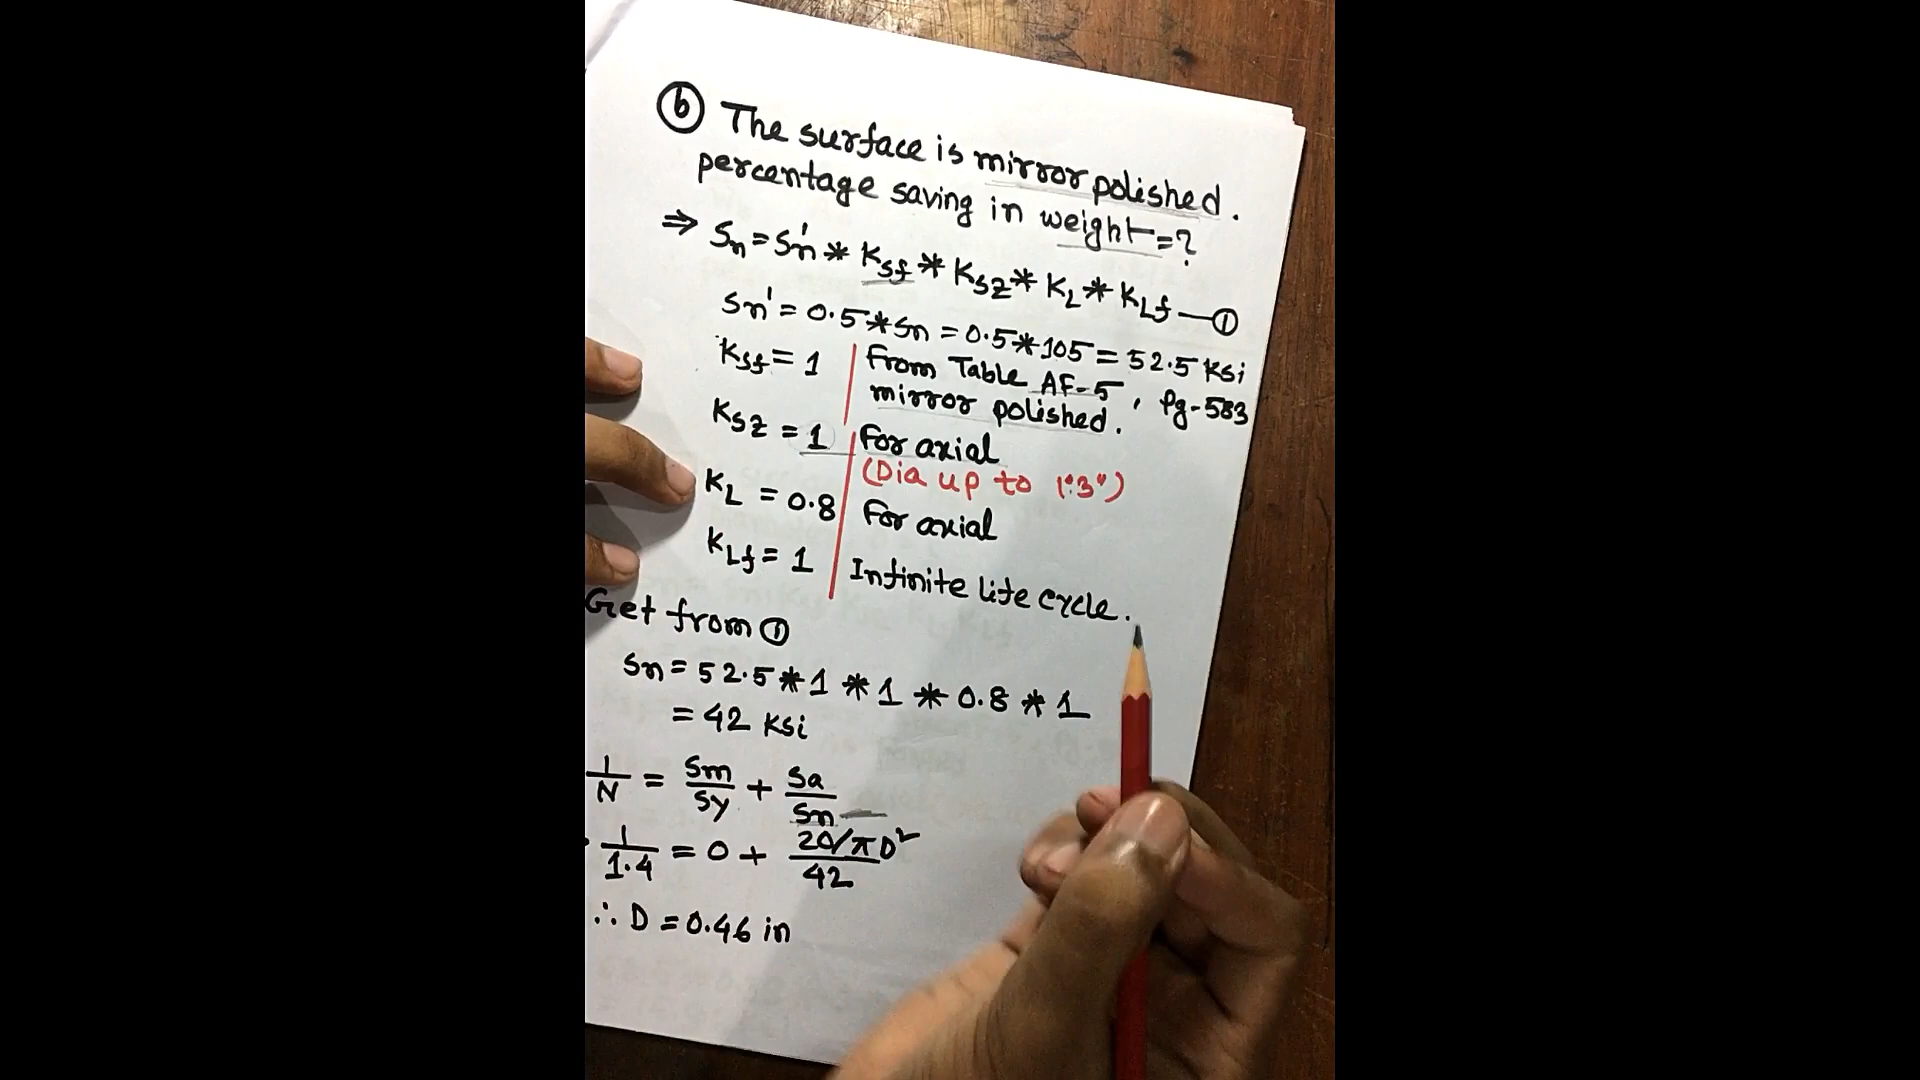 ⓑ The surface is mirror polished.
percentage saving in weight=?
⇒ Sn = Sn' * Ksf * KSZ * KL * KLf —①
Sn' = 0.5*Sn = 0.5*105 = 52.5 Ksi
Ksf = 1 | From Table AF-5, Pg-583
mirror polished.
KSZ = 1 | For axial
(Dia up to 1.3")
KL = 0.8 | For axial
KLf = 1 | Infinite life cycle.
Get from ①
Sn = 52.5 * 1 * 1 * 0.8 * 1
= 42 Ksi
1/N = Sm/Sy + Sa/Sn
1/1.4 = 0 + 20/πD²/42
∴ D = 0.46 in